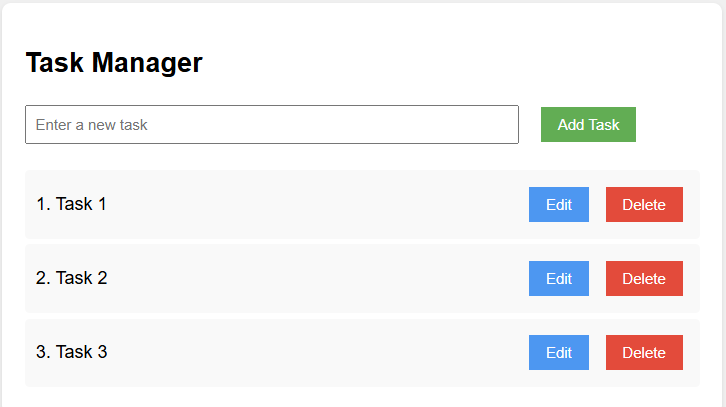 Task Manager
Enter a new task Add Task
1. Task 1 Edit Delete
2. Task 2 Edit Delete
3. Task 3 Edit Delete